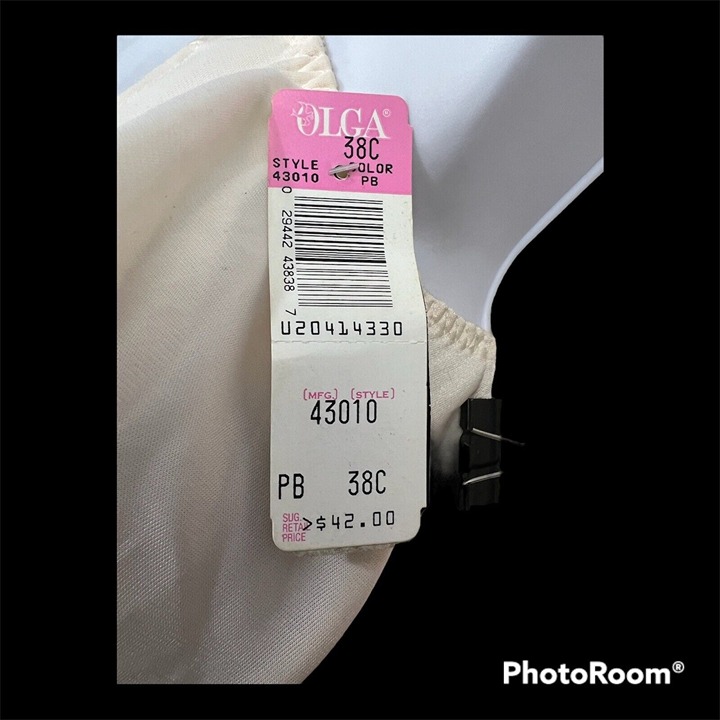 OLGA®
38C
STYLE COLOR
43010 PB
0 29442 43838 7
U20414330
(MFG.) (STYLE)
43010
PB 38C
SUG. RETAIL PRICE >$42.00
PhotoRoom®